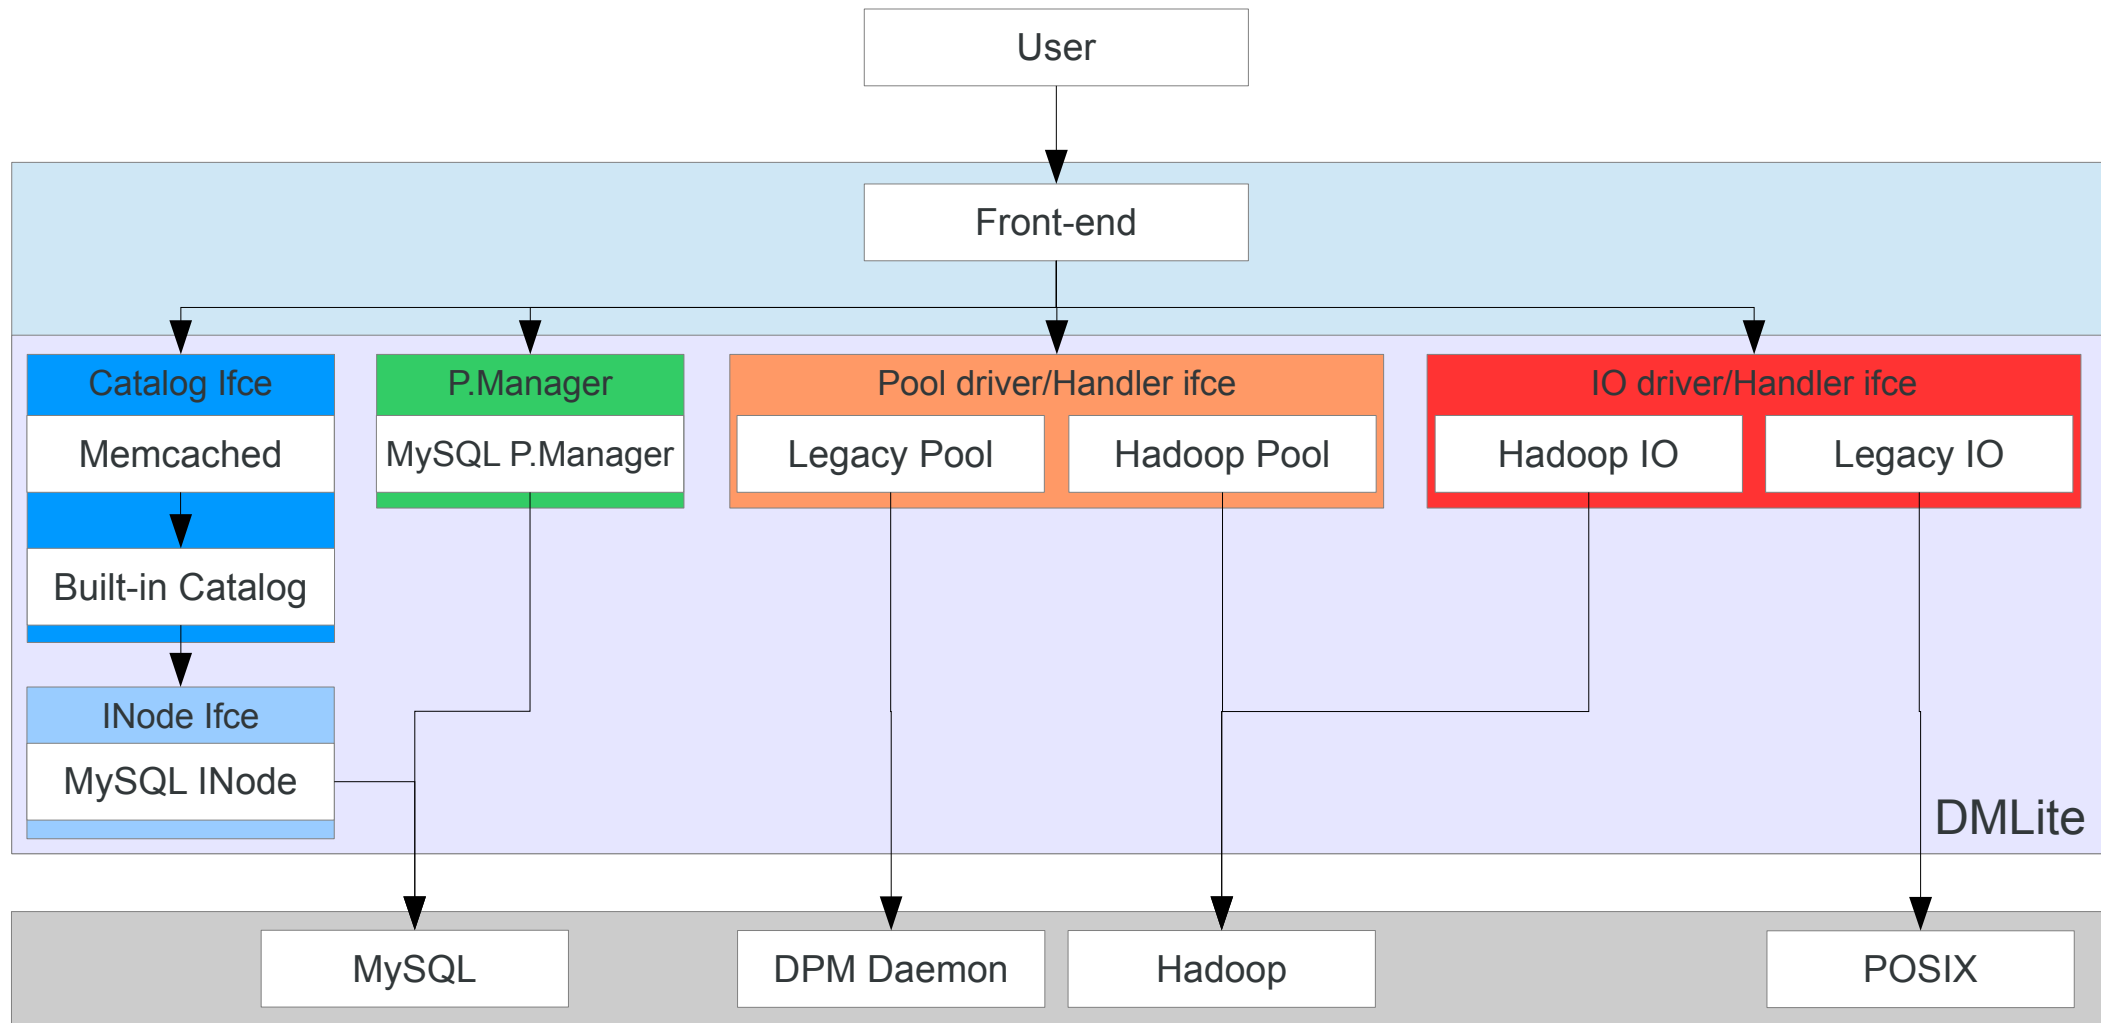 User
Front-end
Catalog Ifce
P.Manager
Pool driver/Handler ifce
IO driver/Handler ifce
Memcached
MySQL P.Manager
Legacy Pool
Hadoop Pool
Hadoop IO
Legacy IO
Built-in Catalog
INode Ifce
MySQL INode
DMLite
MySQL
DPM Daemon
Hadoop
POSIX